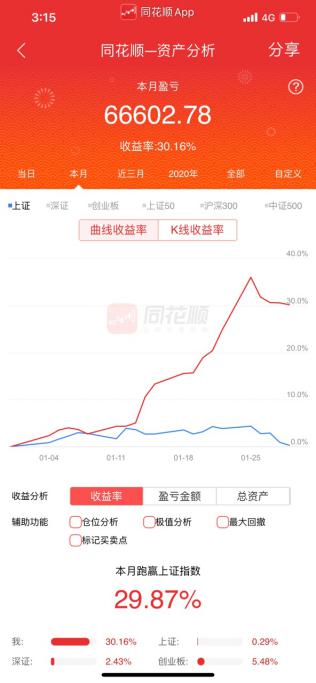 3:15 同花顺App 4G
同花顺—资产分析 分享
本月盈亏
66602.78
收益率:30.16%
当日 本月 近三月 2020年 全部 自定义
上证 深证 创业板 上证50 沪深300 中证500
曲线收益率 K线收益率
40.0%
同花顺
30.0%
20.0%
10.0%
0.0%
01-04 01-11 01-18 01-25
收益分析 收益率 盈亏金额 总资产
辅助功能 仓位分析 极值分析 最大回撤
标记买卖点
本月跑赢上证指数
29.87%
我: 30.16% 上证: 0.29%
深证: 2.43% 创业板: 5.48%